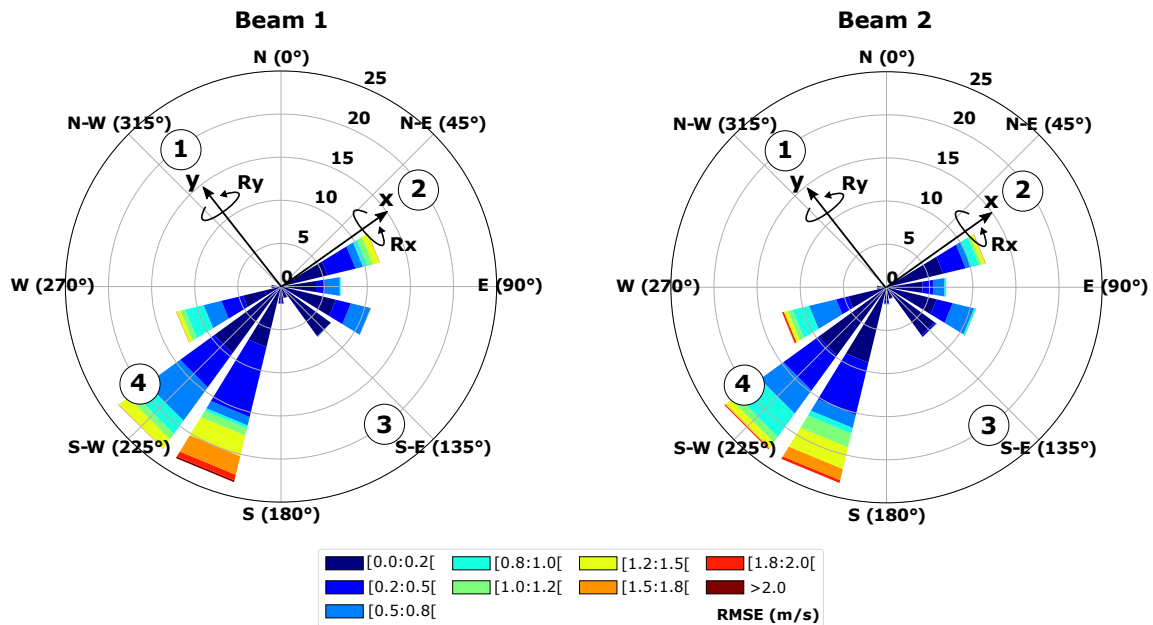 Beam 1
Beam 2
N (0°)
N (0°)
25
25
N-W (315°)
20
N-E (45°)
N-W (315°)
20
N-E (45°)
1
15
1
15
y
Ry
10
x
2
y
Ry
10
x
2
5
Rx
5
Rx
W (270°)
0
E (90°)
W (270°)
0
E (90°)
4
4
3
3
S-W (225°)
S-E (135°)
S-W (225°)
S-E (135°)
S (180°)
S (180°)
[0.0:0.2[
[0.8:1.0[
[1.2:1.5[
[1.8:2.0[
[0.2:0.5[
[1.0:1.2[
[1.5:1.8[
>2.0
[0.5:0.8[
RMSE (m/s)